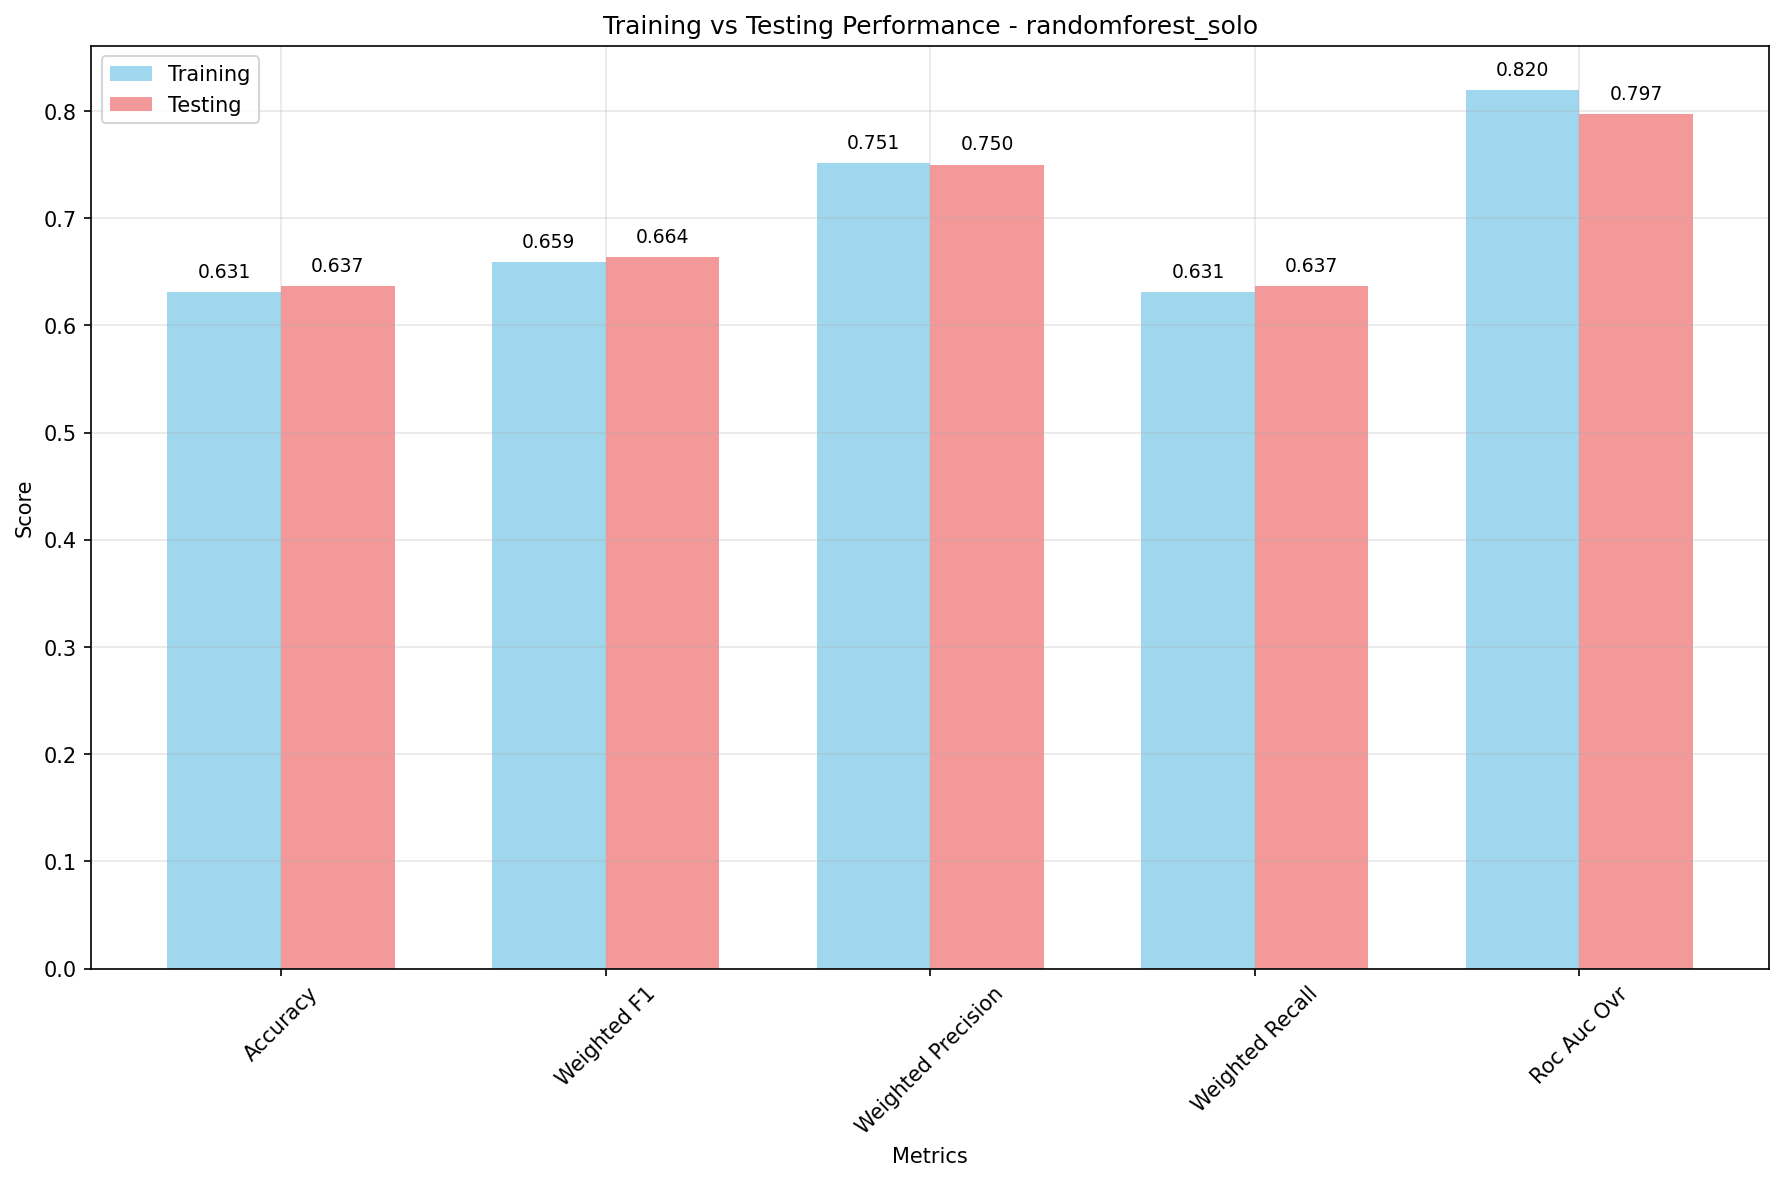 Training vs Testing Performance - randomforest_solo
Training
Testing
0.820
0.797
0.751
0.750
0.659
0.664
0.631
0.637
0.631
0.637
0.8
0.7
0.6
0.5
0.4
0.3
0.2
0.1
0.0
Score
Accuracy
Weighted F1
Weighted Precision
Weighted Recall
Roc Auc Ovr
Metrics